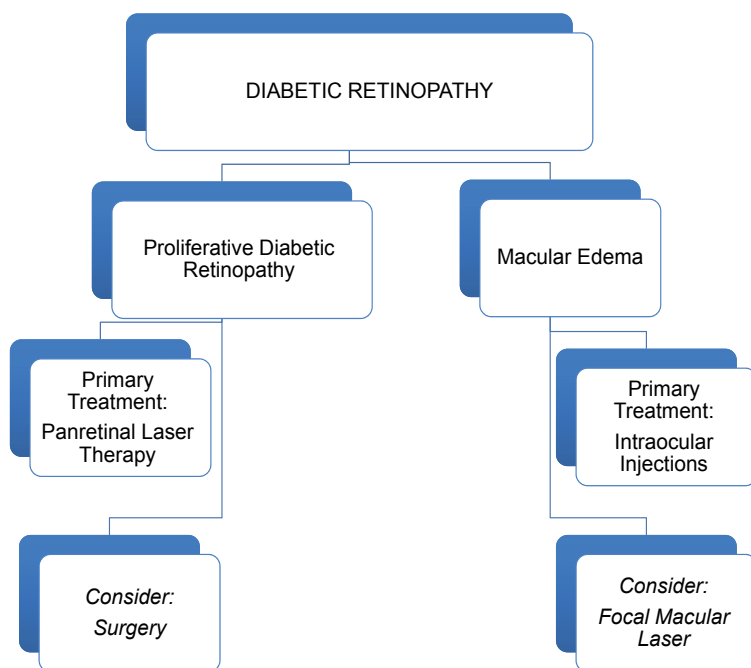 DIABETIC RETINOPATHY
Proliferative Diabetic
Retinopathy
Macular Edema
Primary
Treatment:
Panretinal Laser
Therapy
Primary
Treatment:
Intraocular
Injections
Consider:
Surgery
Consider:
Focal Macular
Laser